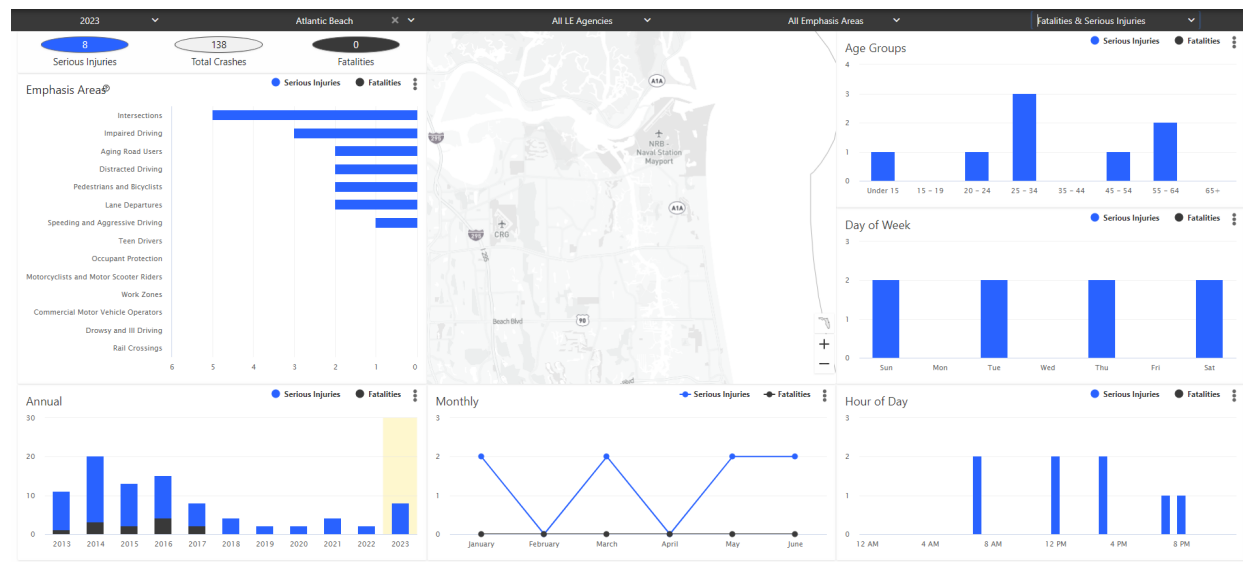 2023
Atlantic Beach
All LE Agencies
All Emphasis Areas
Fatalities & Serious Injuries
8
138
0
Serious Injuries
Total Crashes
Fatalities
Emphasis Areas
Serious Injuries
Fatalities
Intersections
Impaired Driving
Aging Road Users
Distracted Driving
Pedestrians and Bicyclists
Lane Departures
Speeding and Aggressive Driving
Teen Drivers
Occupant Protection
Motorcyclists and Motor Scooter Riders
Work Zones
Commercial Motor Vehicle Operators
Drowsy and Ill Driving
Rail Crossings
6 5 4 3 2 1 0
A1A
295
NRB -
Naval Station
Mayport
A1A
295
CRG
I 295
Beach Blvd
90
+
−
Age Groups
Serious Injuries
Fatalities
4
3
2
1
0
Under 15 15 – 19 20 – 24 25 – 34 35 – 44 45 – 54 55 – 64 65+
Day of Week
Serious Injuries
Fatalities
3
2
1
0
Sun Mon Tue Wed Thu Fri Sat
Annual
Serious Injuries
Fatalities
30
20
10
0
2013 2014 2015 2016 2017 2018 2019 2020 2021 2022 2023
Monthly
Serious Injuries
Fatalities
3
2
1
0
January February March April May June
Hour of Day
Serious Injuries
Fatalities
3
2
1
0
12 AM 4 AM 8 AM 12 PM 4 PM 8 PM